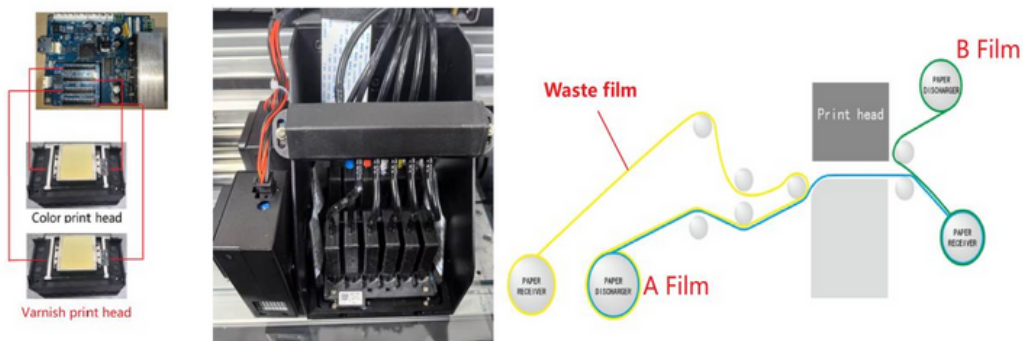 Color print head
Varnish print head
Waste film
Print head
B Film
PAPER
DISCHARGER
PAPER
RECEIVER
PAPER
DISCHARGER
A Film
PAPER
RECEIVER